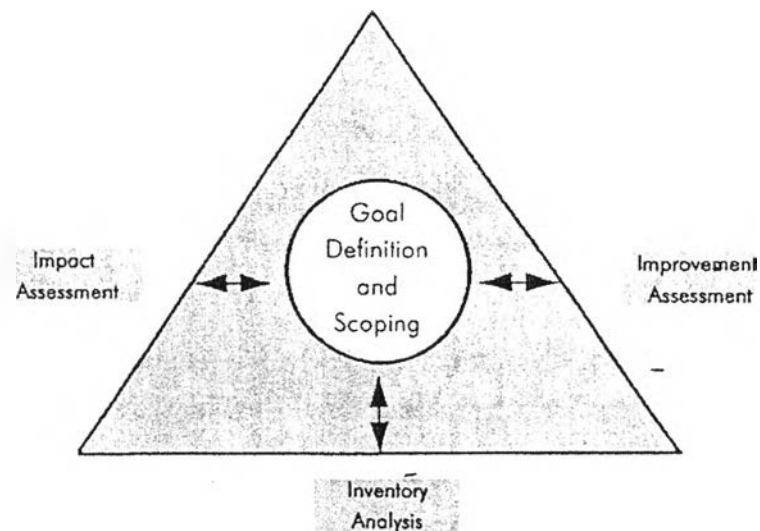 Goal
Definition
and
Scoping
Impact
Assessment
Improvement
Assessment
Inventory
Analysis